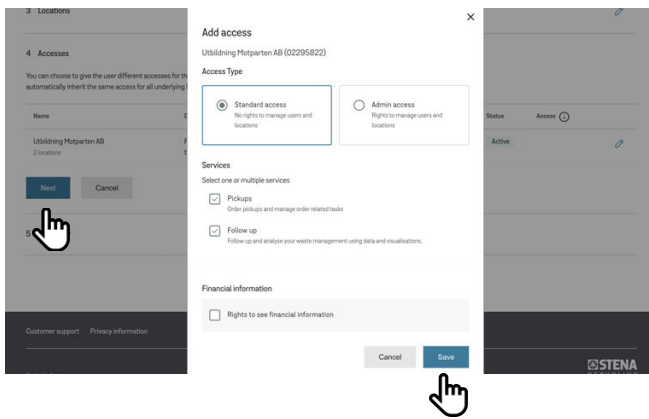 3 Locations
Add access
Utbildning Motparten AB (02295822)
4 Accesses
Access Type
You can choose to give the user different accesses for th
automatically inherit the same access for all underlying
Standard access
No rights to manage users and
locations
Admin access
Rights to manage users and
locations
Name
Status
Access
Utbildning Motparten AB
2 locations
Active
Services
Select one or multiple services
Next
Cancel
Pickups
Order pickups and manage order related tasks
Follow up
Follow up and analyse your waste management using data and visualisations.
5
Financial information
Rights to see financial information
Customer support Privacy information
Cancel
Save
STENA